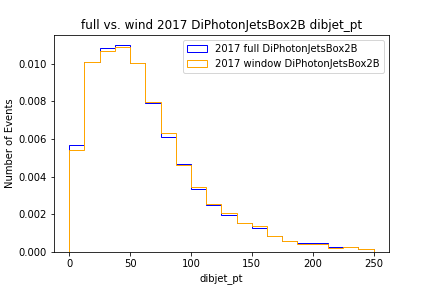 full vs. wind 2017 DiPhotonJetsBox2B dibjet_pt
2017 full DiPhotonJetsBox2B
2017 window DiPhotonJetsBox2B
Number of Events
0.010
0.008
0.006
0.004
0.002
0.000
0 50 100 150 200 250
dibjet_pt